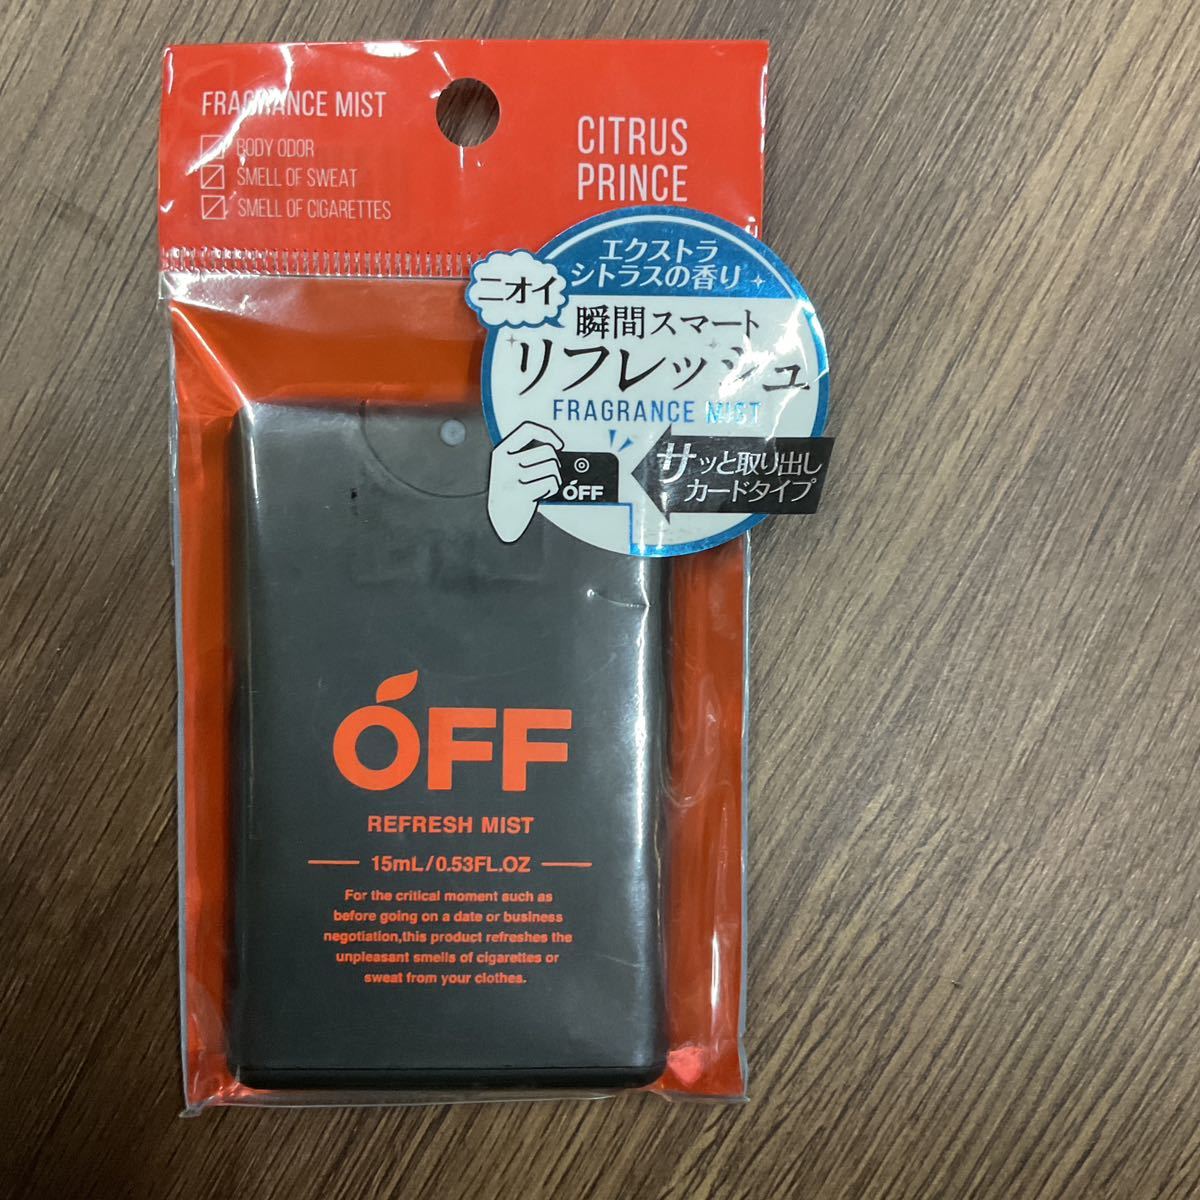 FRAGRANCE MIST
BODY ODOR
SMELL OF SWEAT
SMELL OF CIGARETTES
CITRUS
PRINCE
エクストラ
シトラスの香り
ニオイ
瞬間スマート
リフレッシュ
FRAGRANCE MIST
サッと取り出し
カードタイプ
OFF
OFF
REFRESH MIST
15mL/0.53FL.OZ
For the critical moment such as
before going on a date or business
negotiation,this product refreshes the
unpleasant smells of cigarettes or
sweat from your clothes.